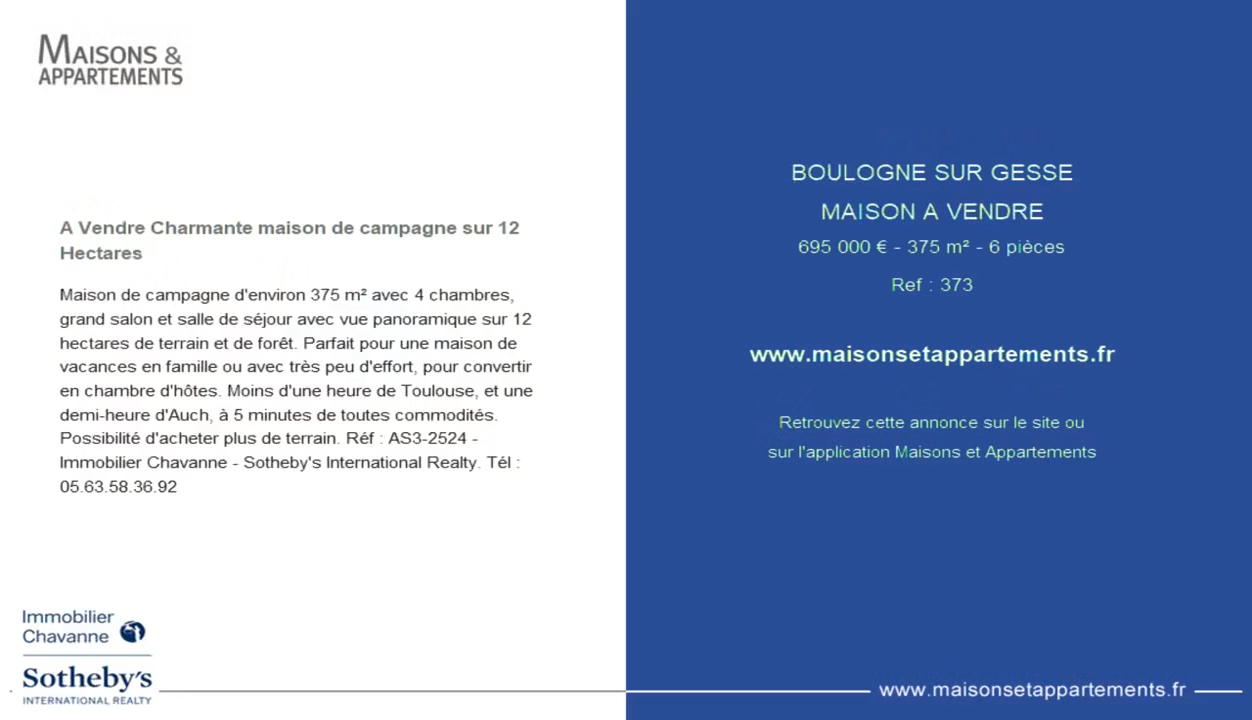 MAISONS &
APPARTEMENTS
A Vendre Charmante maison de campagne sur 12
Hectares
Maison de campagne d'environ 375 m² avec 4 chambres,
grand salon et salle de séjour avec vue panoramique sur 12
hectares de terrain et de forêt. Parfait pour une maison de
vacances en famille ou avec très peu d'effort, pour convertir
en chambre d'hôtes. Moins d'une heure de Toulouse, et une
demi-heure d'Auch, à 5 minutes de toutes commodités.
Possibilité d'acheter plus de terrain. Réf : AS3-2524 -
Immobilier Chavanne - Sotheby's International Realty. Tél :
05.63.58.36.92
Immobilier
Chavanne
Sotheby's
INTERNATIONAL REALTY
BOULOGNE SUR GESSE
MAISON A VENDRE
695 000 € - 375 m² - 6 pièces
Ref : 373
www.maisonsetappartements.fr
Retrouvez cette annonce sur le site ou
sur l'application Maisons et Appartements
www.maisonsetappartements.fr